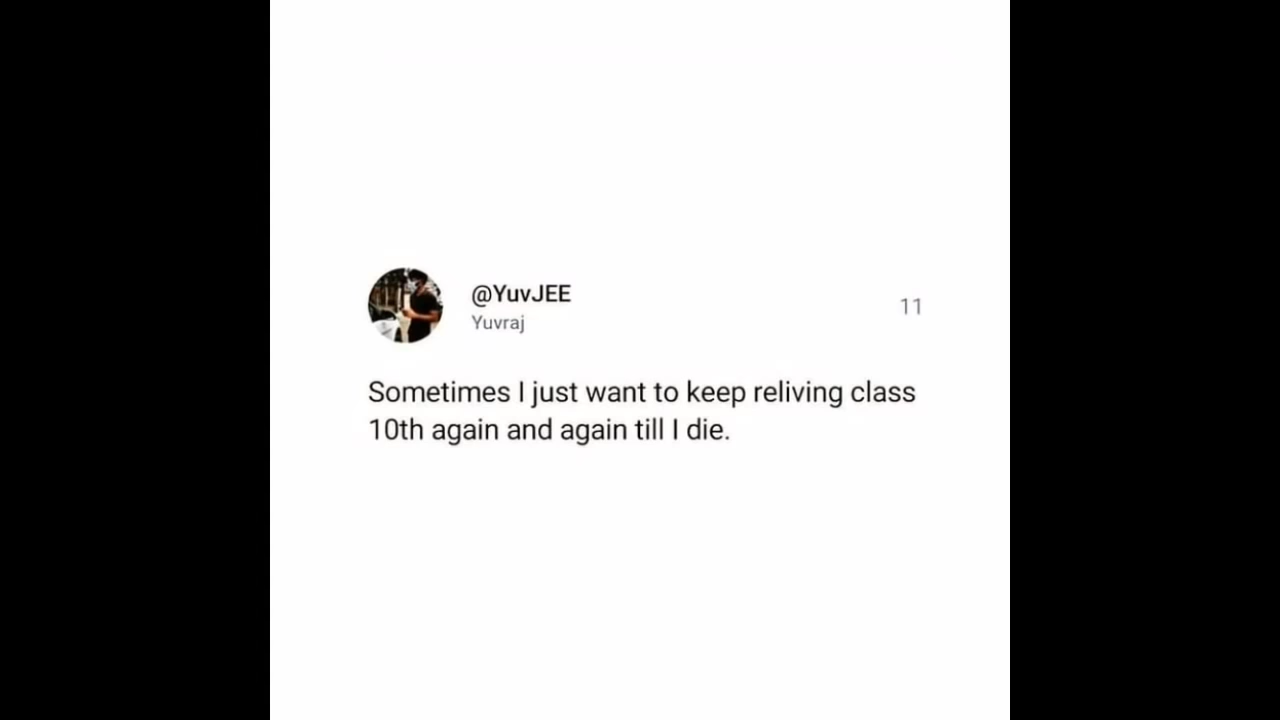 @YuvJEE
Yuvraj
11
Sometimes I just want to keep reliving class
10th again and again till I die.